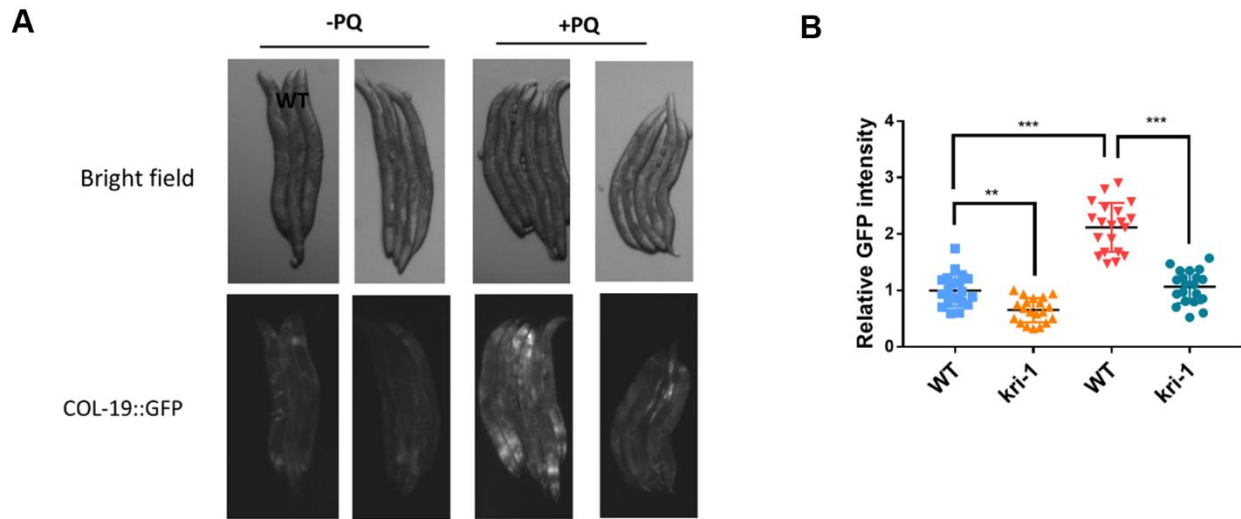 A
-PQ
+PQ
WT
Bright field
COL-19::GFP
B
Relative GFP intensity
4
3
2
1
0
***
***
**
WT
kri-1
WT
kri-1